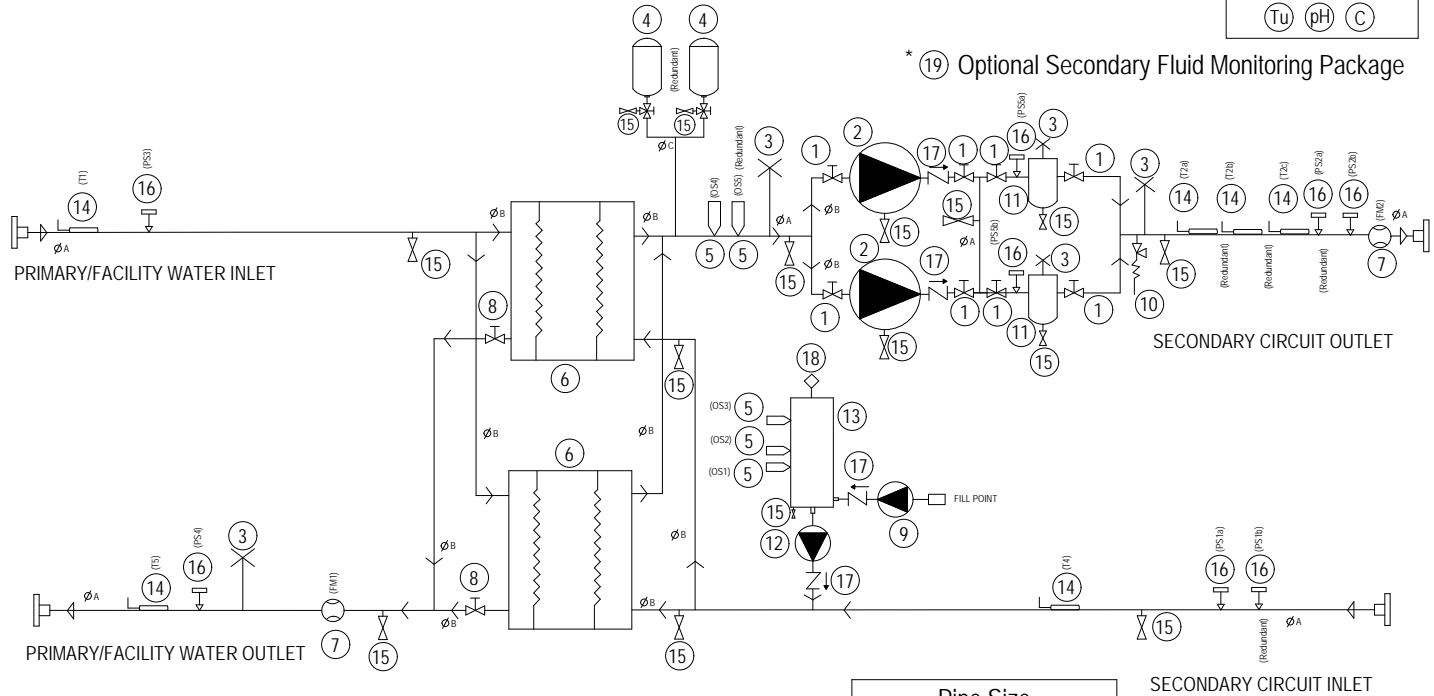 Tu pH C
* 19 Optional Secondary Fluid Monitoring Package
4 4
(Redundant)
15 15
ØC
(T1)
14
(PS3)
16
ØA
PRIMARY/FACILITY WATER INLET
15
ØB
ØB
8
6
15
ØB
ØB
6
(OS4)
(OS5) (Redundant)
5 5
3
ØA
15
1
2
ØB
15
17
1
1
(PS5a)
16
3
11
15
1
15
ØA
(PS5b)
ØB
1
2
15
17
1
1
16
3
11
15
1
3
10
15
(T2a)
14
(Redundant)
(T2b)
14
(T2c)
14
(Redundant)
(PS2a)
16
(PS2b)
16
(Redundant)
(FM2)
7
ØA
SECONDARY CIRCUIT OUTLET
18
(OS3) 5
(OS2) 5
(OS1) 5
13
17
15
9
FILL POINT
12
17
ØA
(T5)
14
(PS4)
16
3
(FM1)
7
15
ØB
8
ØB
PRIMARY/FACILITY WATER OUTLET
ØB
15
ØB
(T4)
14
15
(PS1a)
16
(PS1b)
16
(Redundant)
ØA
SECONDARY CIRCUIT INLET
Pipe Size